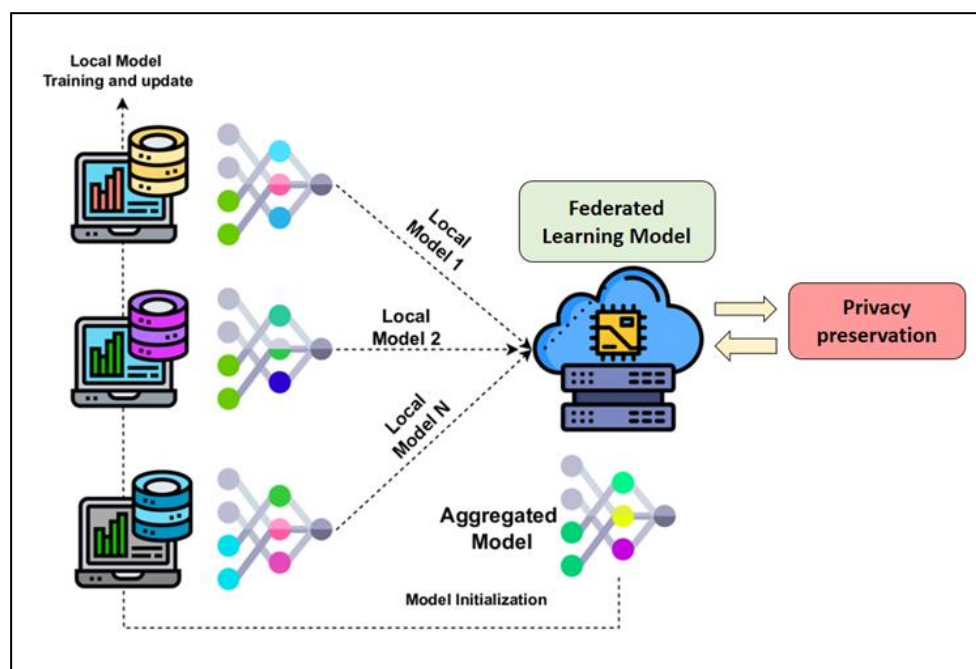 Local Model
Training and update
Local
Model 1
Federated
Learning Model
Local
Model 2
Privacy
preservation
Local
Model N
Aggregated
Model
Model Initialization